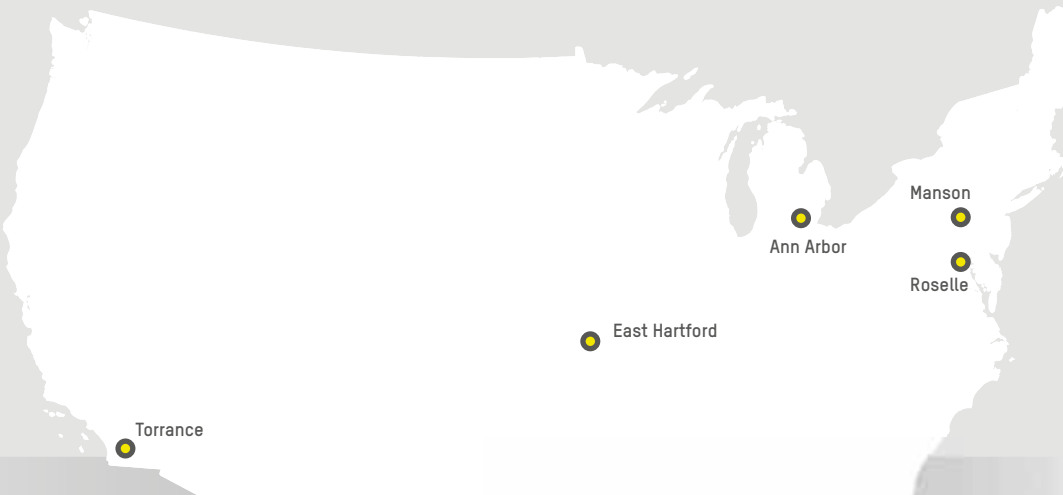 Manson
Ann Arbor
Roselle
East Hartford
Torrance